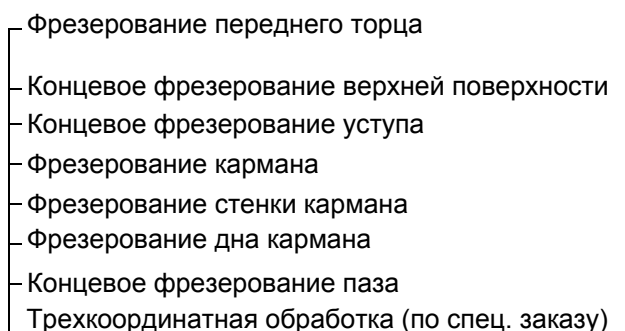 Фрезерование переднего торца
Концевое фрезерование верхней поверхности
Концевое фрезерование уступа
Фрезерование кармана
Фрезерование стенки кармана
Фрезерование дна кармана
Концевое фрезерование паза
Трехкоординатная обработка (по спец. заказу)